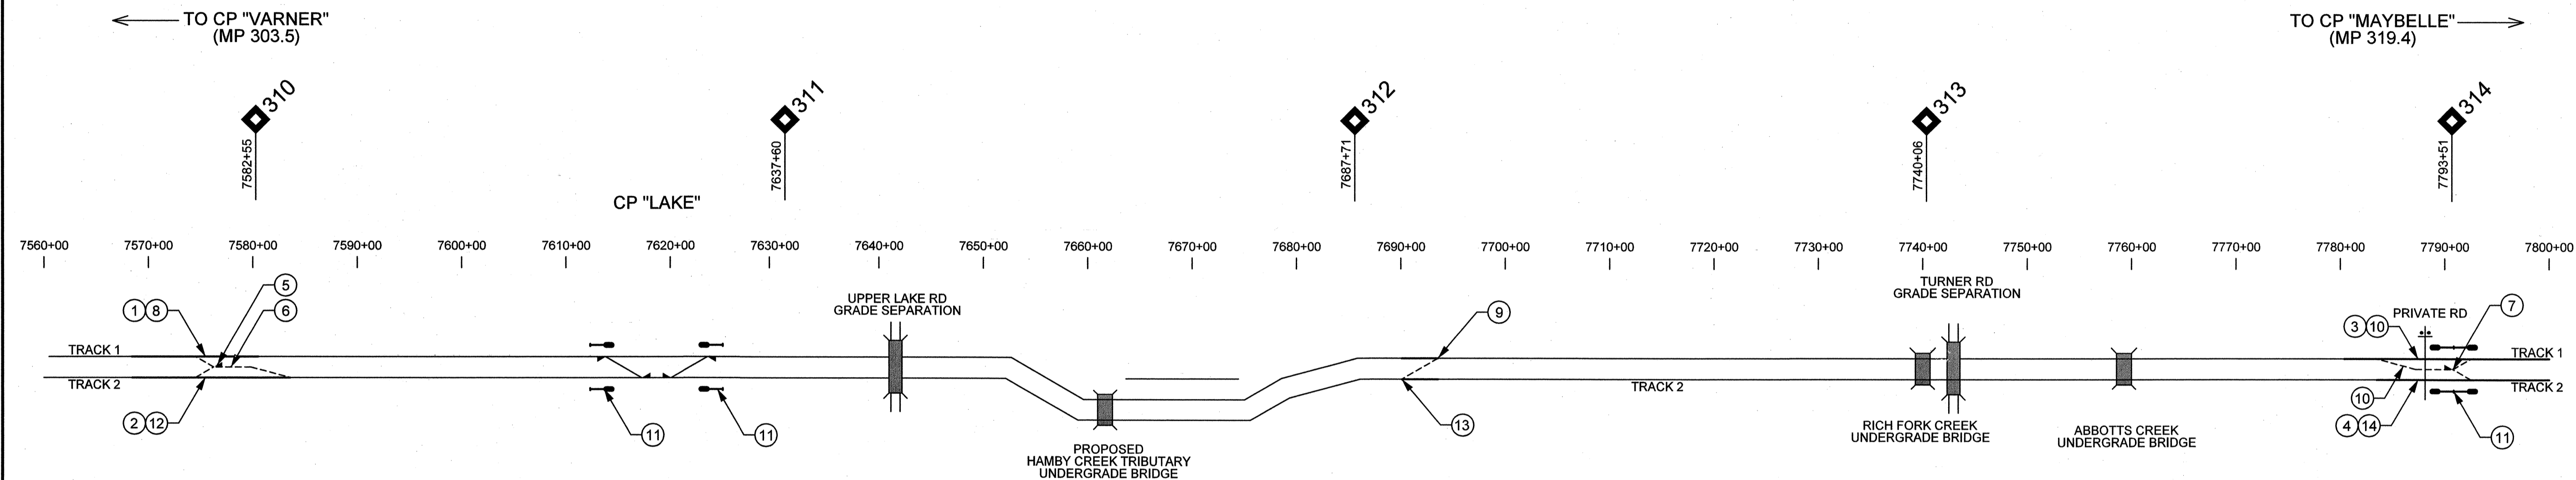 TO CP "VARNER"
(MP 303.5)
TO CP "MAYBELLE"
(MP 319.4)
310
311
312
313
314
7582+55
7637+60
7687+71
7740+06
7793+51
CP "LAKE"
7560+00 7570+00 7580+00 7590+00 7600+00 7610+00 7620+00 7630+00 7640+00 7650+00 7660+00 7670+00 7680+00 7690+00 7700+00 7710+00 7720+00 7730+00 7740+00 7750+00 7760+00 7770+00 7780+00 7790+00 7800+00
5
1 8
6
UPPER LAKE RD
GRADE SEPARATION
9
TURNER RD
GRADE SEPARATION
PRIVATE RD
7
3 10
TRACK 1
TRACK 1
TRACK 2
TRACK 2
TRACK 2
2 12
11
11
13
10
4 14
11
PROPOSED
HAMBY CREEK TRIBUTARY
UNDERGRADE BRIDGE
RICH FORK CREEK
UNDERGRADE BRIDGE
ABBOTTS CREEK
UNDERGRADE BRIDGE